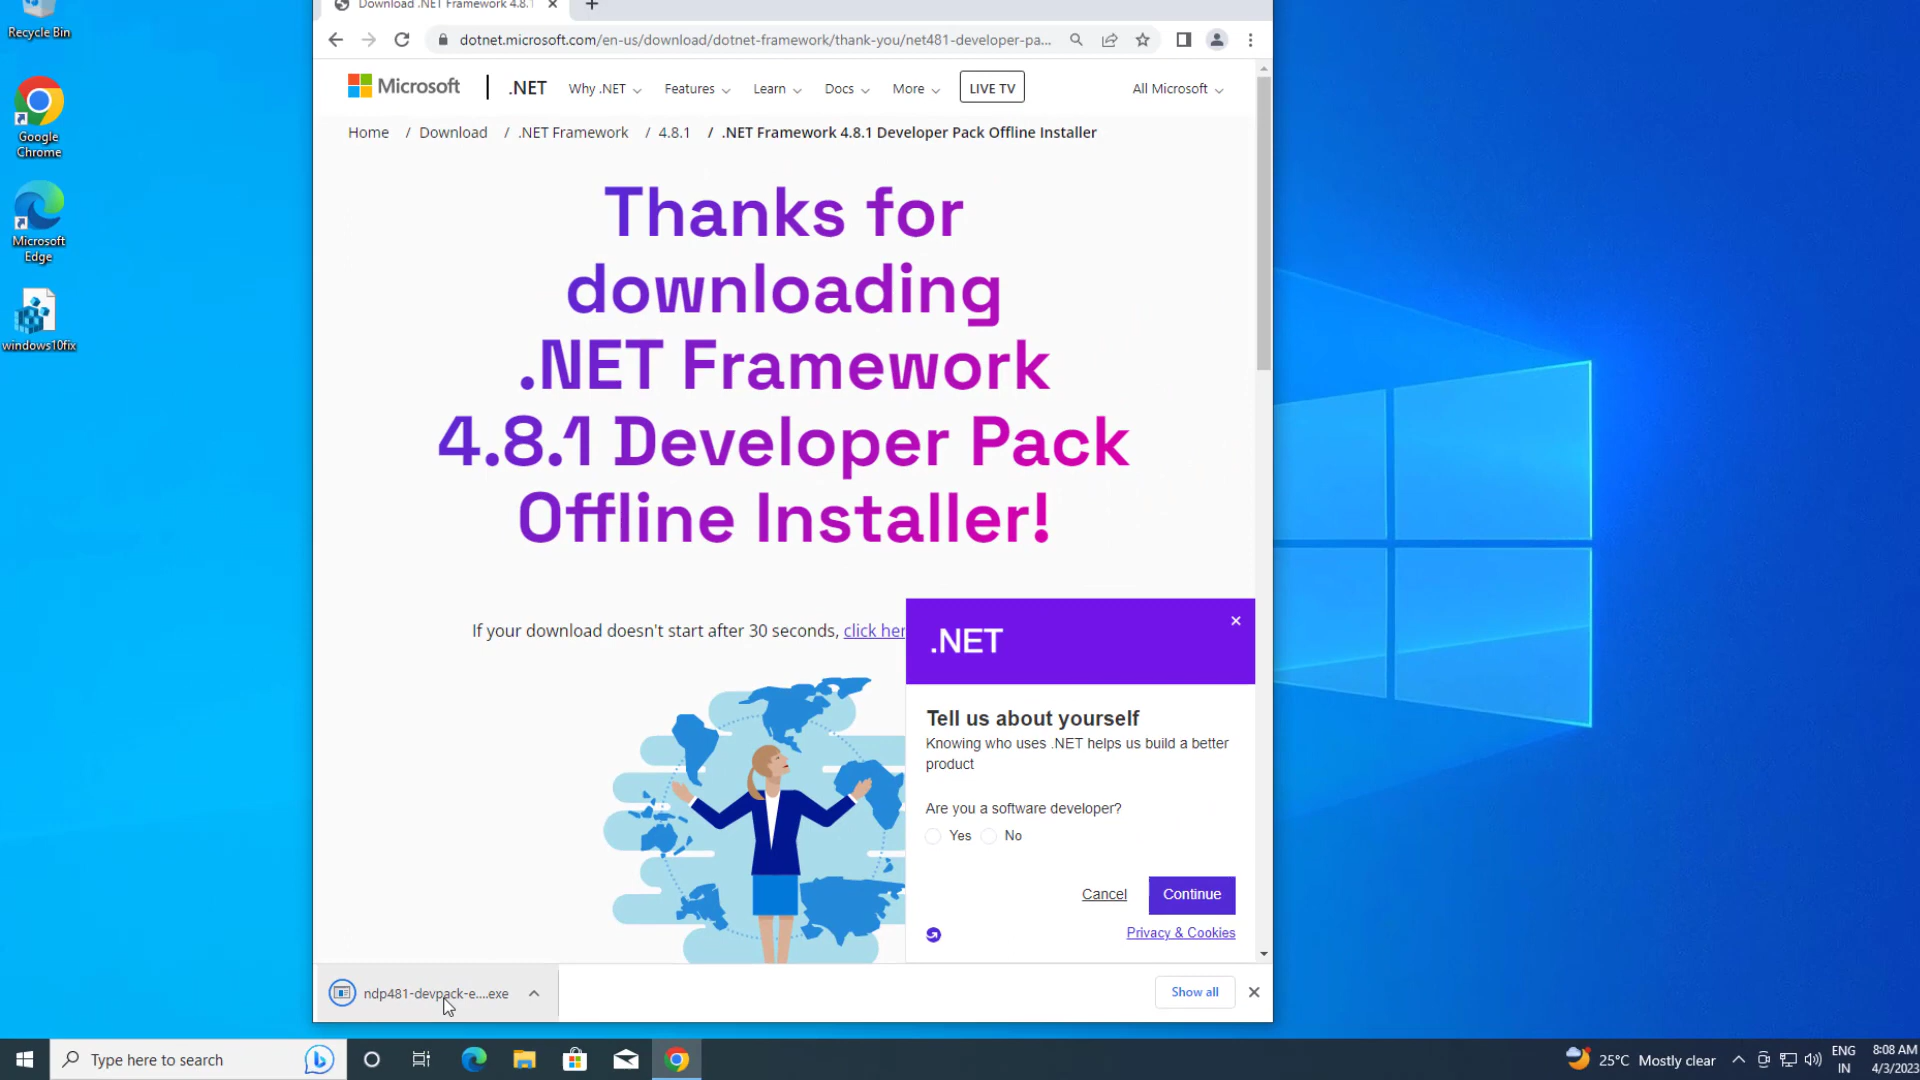 Download .NET Framework 4.8.1
dotnet.microsoft.com/en-us/download/dotnet-framework/thank-you/net481-developer-pa...
Recycle Bin
Google Chrome
Microsoft Edge
windows10fix
Microsoft .NET Why .NET Features Learn Docs More LIVE TV All Microsoft
Home / Download / .NET Framework / 4.8.1 / .NET Framework 4.8.1 Developer Pack Offline Installer
Thanks for
downloading
.NET Framework
4.8.1 Developer Pack
Offline Installer!
If your download doesn't start after 30 seconds, click her
.NET
Tell us about yourself
Knowing who uses .NET helps us build a better
product
Are you a software developer?
Yes No
Cancel Continue
Privacy & Cookies
ndp481-devpack-e....exe
Show all
Type here to search
25°C Mostly clear
ENG
IN
8:08 AM
4/3/2023